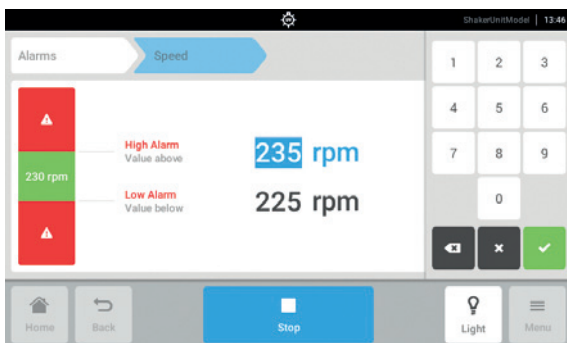 ShakerUnitModel | 13:46
Alarms
Speed
230 rpm
High Alarm
Value above
235 rpm
Low Alarm
Value below
225 rpm
1 2 3
4 5 6
7 8 9
0
Home
Back
Stop
Light
Menu